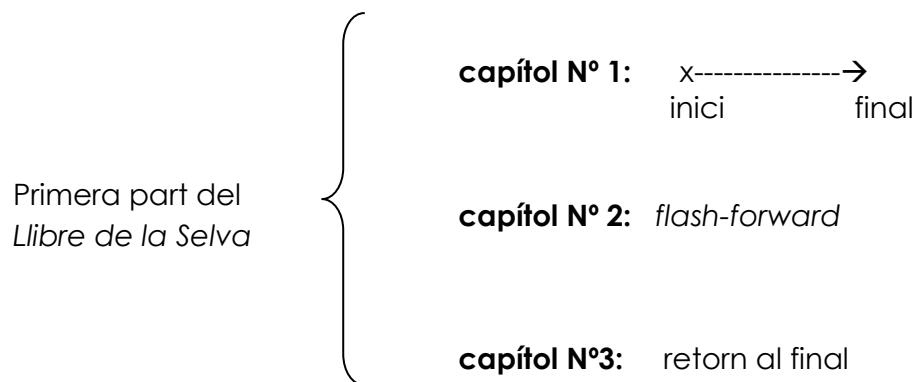 capítol Nº 1: x---------------→
inici final
Primera part del
Llibre de la Selva
capítol Nº 2: flash-forward
capítol Nº3: retorn al final